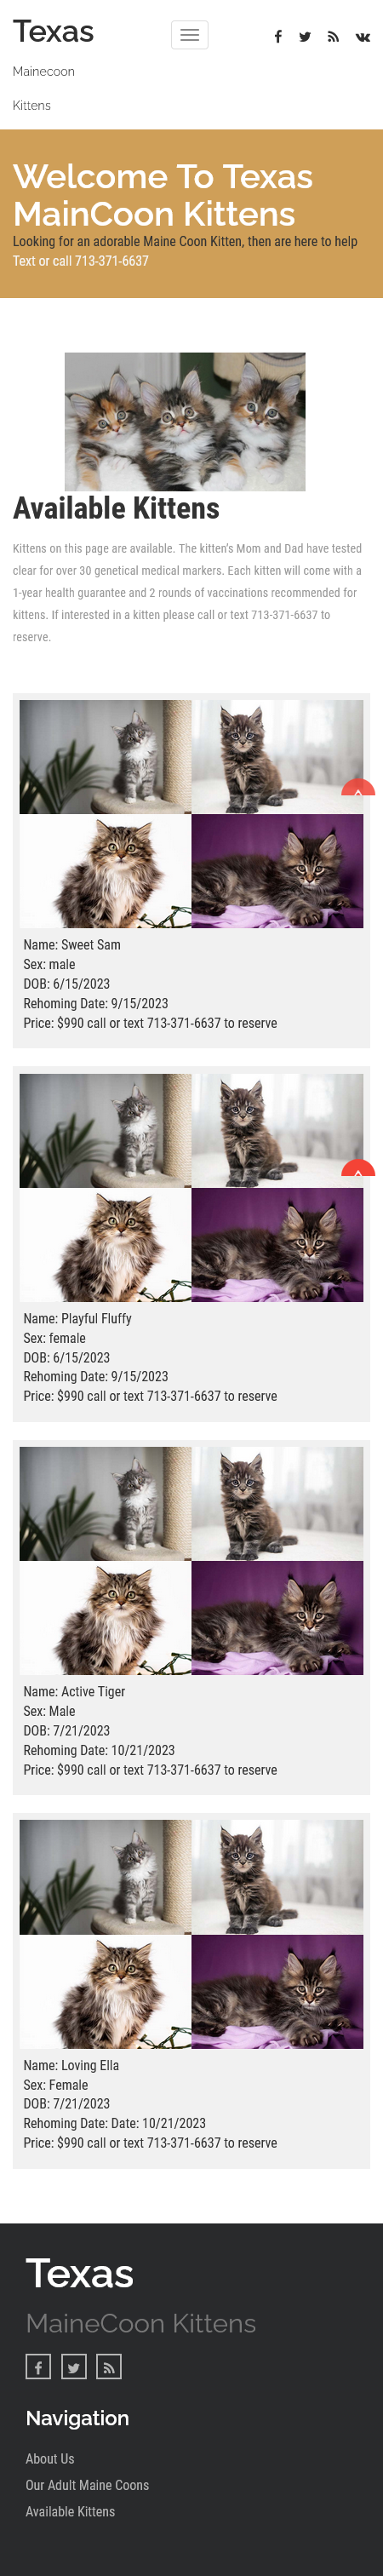 Texas
Mainecoon
Kittens
Welcome To Texas
MainCoon Kittens
Looking for an adorable Maine Coon Kitten, then are here to help
Text or call 713-371-6637
Available Kittens
Kittens on this page are available. The kitten's Mom and Dad have tested
clear for over 30 genetical medical markers. Each kitten will come with a
1-year health guarantee and 2 rounds of vaccinations recommended for
kittens. If interested in a kitten please call or text 713-371-6637 to
reserve.
Name: Sweet Sam
Sex: male
DOB: 6/15/2023
Rehoming Date: 9/15/2023
Price: $990 call or text 713-371-6637 to reserve
Name: Playful Fluffy
Sex: female
DOB: 6/15/2023
Rehoming Date: 9/15/2023
Price: $990 call or text 713-371-6637 to reserve
Name: Active Tiger
Sex: Male
DOB: 7/21/2023
Rehoming Date: 10/21/2023
Price: $990 call or text 713-371-6637 to reserve
Name: Loving Ella
Sex: Female
DOB: 7/21/2023
Rehoming Date: Date: 10/21/2023
Price: $990 call or text 713-371-6637 to reserve
Texas
MaineCoon Kittens
Navigation
About Us
Our Adult Maine Coons
Available Kittens